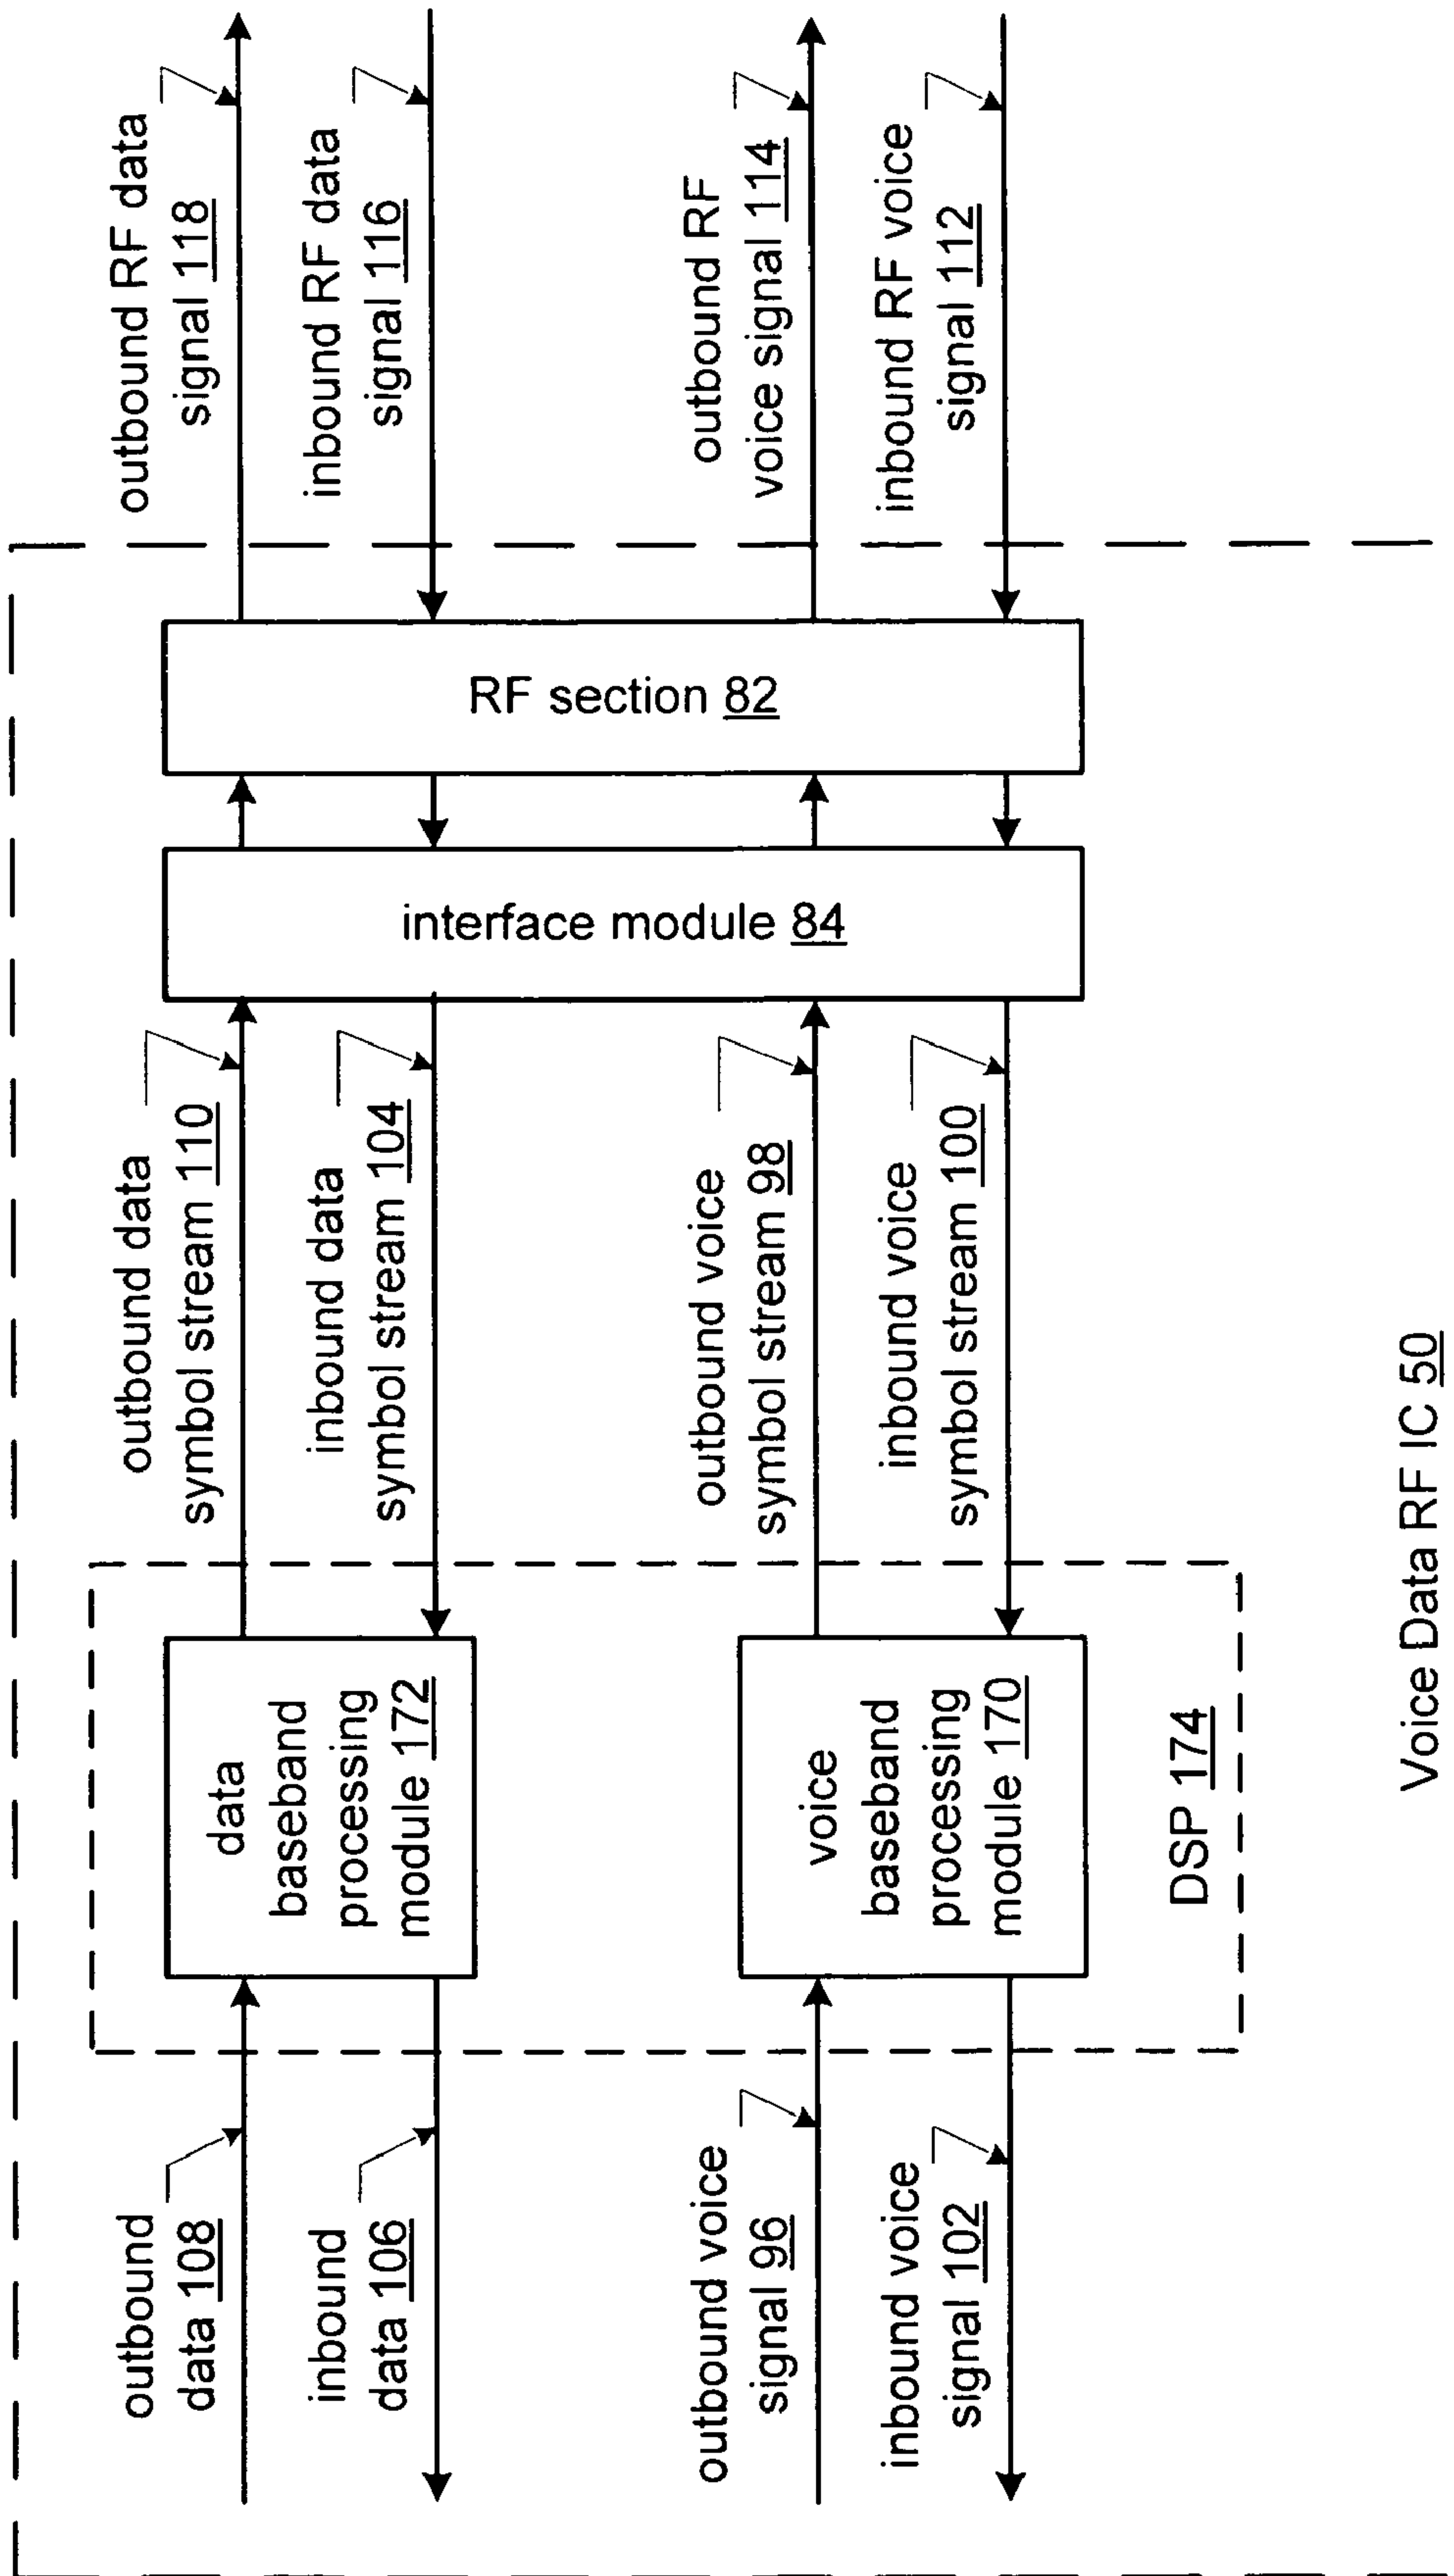 outbound
data 108
inbound
data 106
outbound voice
signal 96
inbound voice
signal 102
data
baseband
processing
module 172
voice
baseband
processing
module 170
DSP 174
outbound data
symbol stream 110
inbound data
symbol stream 104
outbound voice
symbol stream 98
inbound voice
symbol stream 100
interface module 84
RF section 82
outbound RF data
signal 118
inbound RF data
signal 116
outbound RF
voice signal 114
inbound RF voice
signal 112
Voice Data RF IC 50